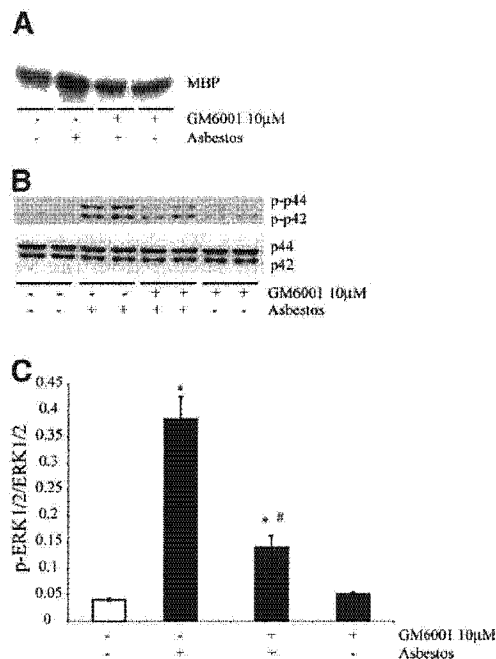 A
MBP
- - + + GM6001 10µM
- + + - Asbestos
B
p-p44
p-p42
p44
p42
- - - - + + + + GM6001 10µM
- - + + + + - - Asbestos
C
p-ERK1/2/ERK1/2
0.45
0.4
0.35
0.3
0.25
0.2
0.15
0.1
0.05
0
*
* #
- - + + GM6001 10µM
- + + - Asbestos